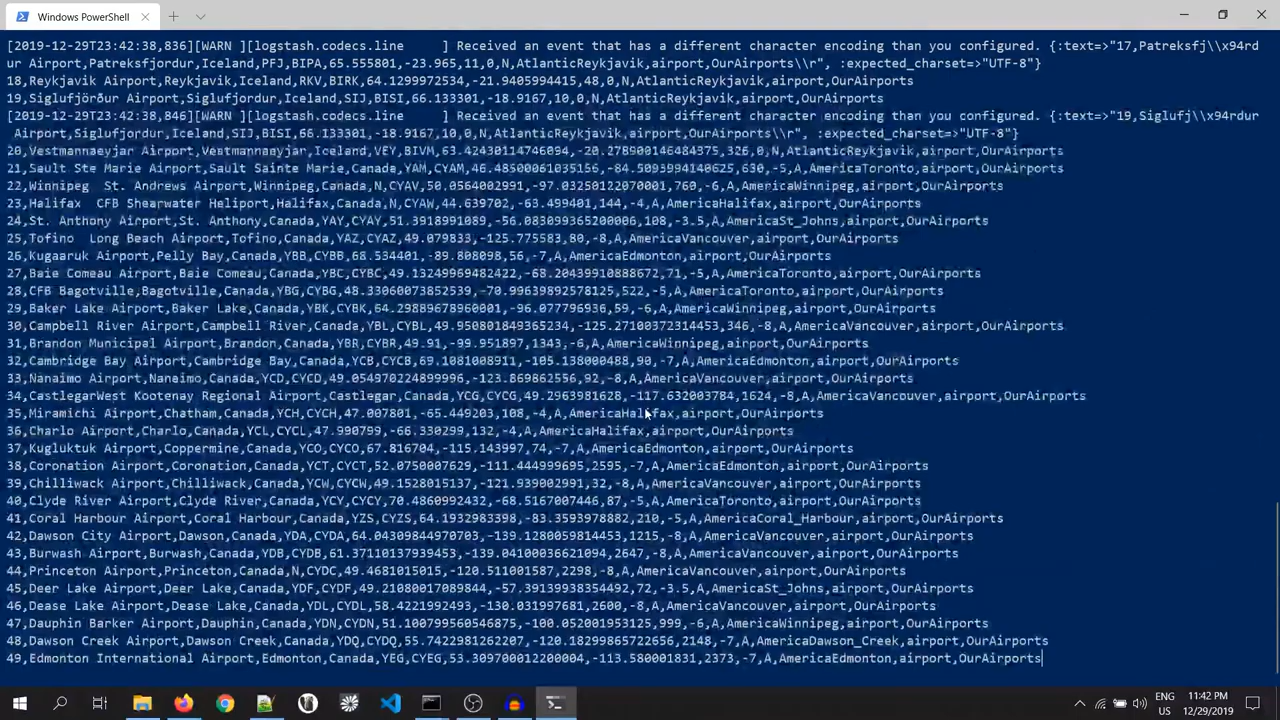 Windows PowerShell
[2019-12-29T23:42:38,836][WARN ][logstash.codecs.line     ] Received an event that has a different character encoding than you configured. {:text=>"17,Patreksfj\\x94rd
ur Airport,Patreksfjordur,Iceland,PFJ,BIPA,65.555801,-23.965,11,0,N,AtlanticReykjavik,airport,OurAirports\\r", :expected_charset=>"UTF-8"}
18,Reykjavik Airport,Reykjavik,Iceland,RKV,BIRK,64.1299972534,-21.9405994415,48,0,N,AtlanticReykjavik,airport,OurAirports
19,Siglufjörður Airport,Siglufjordur,Iceland,SIJ,BISI,66.133301,-18.9167,10,0,N,AtlanticReykjavik,airport,OurAirports
[2019-12-29T23:42:38,846][WARN ][logstash.codecs.line     ] Received an event that has a different character encoding than you configured. {:text=>"19,Siglufj\\x94rdur
 Airport,Siglufjordur,Iceland,SIJ,BISI,66.133301,-18.9167,10,0,N,AtlanticReykjavik,airport,OurAirports\\r", :expected_charset=>"UTF-8"}
20,Vestmannaeyjar Airport,Vestmannaeyjar,Iceland,VEY,BIVM,63.42430114746094,-20.278900146484375,326,0,N,AtlanticReykjavik,airport,OurAirports
21,Sault Ste Marie Airport,Sault Sainte Marie,Canada,YAM,CYAM,46.48500061035156,-84.5093994140625,630,-5,A,AmericaToronto,airport,OurAirports
22,Winnipeg  St. Andrews Airport,Winnipeg,Canada,N,CYAV,50.0564002991,-97.03250122070001,760,-6,A,AmericaWinnipeg,airport,OurAirports
23,Halifax  CFB Shearwater Heliport,Halifax,Canada,N,CYAW,44.639702,-63.499401,144,-4,A,AmericaHalifax,airport,OurAirports
24,St. Anthony Airport,St. Anthony,Canada,YAY,CYAY,51.3918991089,-56.083099365200006,108,-3.5,A,AmericaSt_Johns,airport,OurAirports
25,Tofino  Long Beach Airport,Tofino,Canada,YAZ,CYAZ,49.079833,-125.775583,80,-8,A,AmericaVancouver,airport,OurAirports
26,Kugaaruk Airport,Pelly Bay,Canada,YBB,CYBB,68.534401,-89.808098,56,-7,A,AmericaEdmonton,airport,OurAirports
27,Baie Comeau Airport,Baie Comeau,Canada,YBC,CYBC,49.13249969482422,-68.20439910888672,71,-5,A,AmericaToronto,airport,OurAirports
28,CFB Bagotville,Bagotville,Canada,YBG,CYBG,48.33060073852539,-70.99639892578125,522,-5,A,AmericaToronto,airport,OurAirports
29,Baker Lake Airport,Baker Lake,Canada,YBK,CYBK,64.29889678960001,-96.077796936,59,-6,A,AmericaWinnipeg,airport,OurAirports
30,Campbell River Airport,Campbell River,Canada,YBL,CYBL,49.950801849365234,-125.27100372314453,346,-8,A,AmericaVancouver,airport,OurAirports
31,Brandon Municipal Airport,Brandon,Canada,YBR,CYBR,49.91,-99.951897,1343,-6,A,AmericaWinnipeg,airport,OurAirports
32,Cambridge Bay Airport,Cambridge Bay,Canada,YCB,CYCB,69.1081008911,-105.138000488,90,-7,A,AmericaEdmonton,airport,OurAirports
33,Nanaimo Airport,Nanaimo,Canada,YCD,CYCD,49.054970224899996,-123.869862556,92,-8,A,AmericaVancouver,airport,OurAirports
34,CastlegarWest Kootenay Regional Airport,Castlegar,Canada,YCG,CYCG,49.2963981628,-117.632003784,1624,-8,A,AmericaVancouver,airport,OurAirports
35,Miramichi Airport,Chatham,Canada,YCH,CYCH,47.007801,-65.449203,108,-4,A,AmericaHalifax,airport,OurAirports
36,Charlo Airport,Charlo,Canada,YCL,CYCL,47.990799,-66.330299,132,-4,A,AmericaHalifax,airport,OurAirports
37,Kugluktuk Airport,Coppermine,Canada,YCO,CYCO,67.816704,-115.143997,74,-7,A,AmericaEdmonton,airport,OurAirports
38,Coronation Airport,Coronation,Canada,YCT,CYCT,52.0750007629,-111.444999695,2595,-7,A,AmericaEdmonton,airport,OurAirports
39,Chilliwack Airport,Chilliwack,Canada,YCW,CYCW,49.1528015137,-121.939002991,32,-8,A,AmericaVancouver,airport,OurAirports
40,Clyde River Airport,Clyde River,Canada,YCY,CYCY,70.4860992432,-68.5167007446,87,-5,A,AmericaToronto,airport,OurAirports
41,Coral Harbour Airport,Coral Harbour,Canada,YZS,CYZS,64.1932983398,-83.3593978882,210,-5,A,AmericaCoral_Harbour,airport,OurAirports
42,Dawson City Airport,Dawson,Canada,YDA,CYDA,64.04309844970703,-139.1280059814453,1215,-8,A,AmericaVancouver,airport,OurAirports
43,Burwash Airport,Burwash,Canada,YDB,CYDB,61.37110137939453,-139.04100036621094,2647,-8,A,AmericaVancouver,airport,OurAirports
44,Princeton Airport,Princeton,Canada,N,CYDC,49.4681015015,-120.511001587,2298,-8,A,AmericaVancouver,airport,OurAirports
45,Deer Lake Airport,Deer Lake,Canada,YDF,CYDF,49.21080017089844,-57.39139938354492,72,-3.5,A,AmericaSt_Johns,airport,OurAirports
46,Dease Lake Airport,Dease Lake,Canada,YDL,CYDL,58.4221992493,-130.031997681,2600,-8,A,AmericaVancouver,airport,OurAirports
47,Dauphin Barker Airport,Dauphin,Canada,YDN,CYDN,51.100799560546875,-100.052001953125,999,-6,A,AmericaWinnipeg,airport,OurAirports
48,Dawson Creek Airport,Dawson Creek,Canada,YDQ,CYDQ,55.7422981262207,-120.18299865722656,2148,-7,A,AmericaDawson_Creek,airport,OurAirports
49,Edmonton International Airport,Edmonton,Canada,YEG,CYEG,53.309700012200004,-113.580001831,2373,-7,A,AmericaEdmonton,airport,OurAirports
ENG
US
11:42 PM
12/29/2019